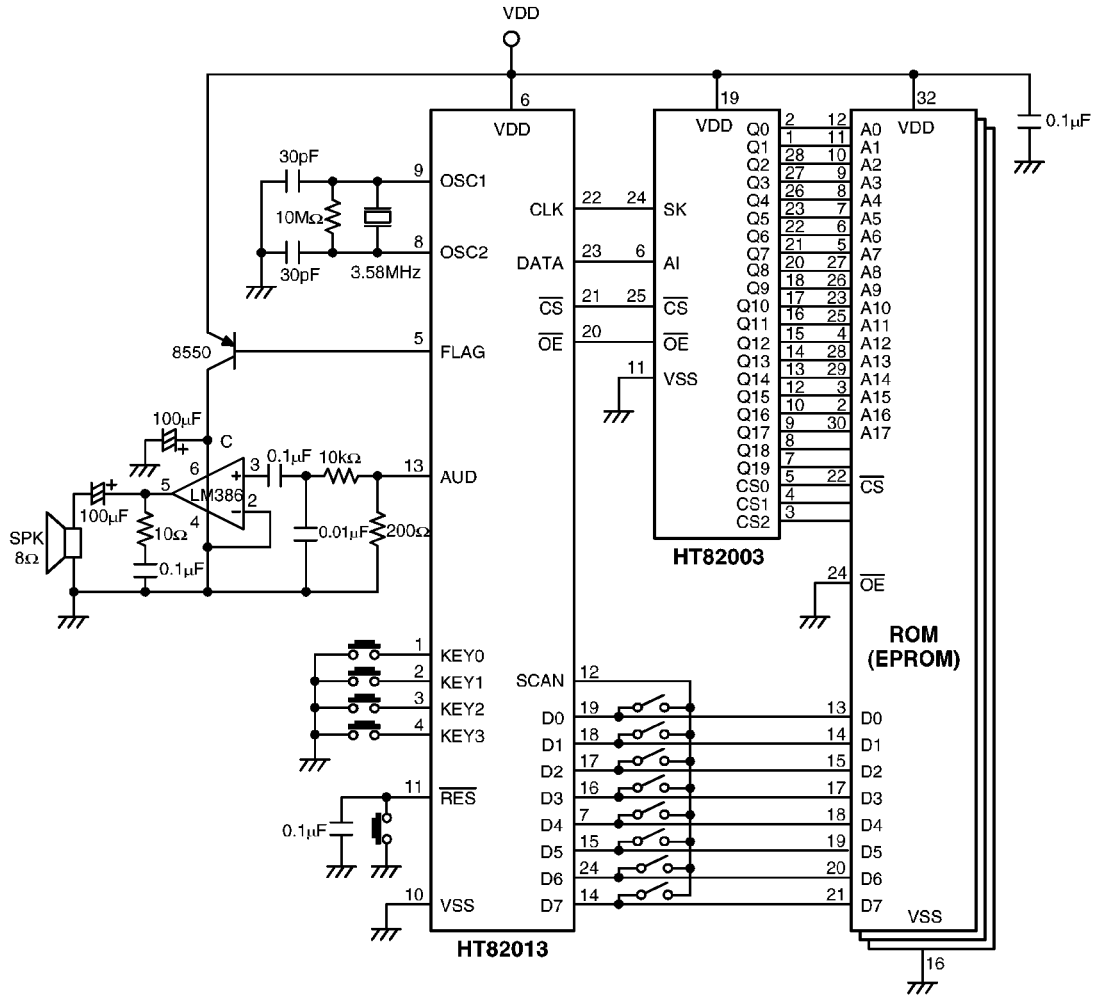 VDD
6
19
32
0.1μF
VDD
VDD
VDD
30pF
9
OSC1
10MΩ
8
OSC2
30pF
3.58MHz
8550
5
FLAG
100μF
+
C
6
3
0.1μF
10kΩ
13
AUD
5
+
LM386
2
−
4
+
100μF
SPK
8Ω
10Ω
0.1μF
0.01μF
200Ω
1
KEY0
2
KEY1
3
KEY2
4
KEY3
11
RES
0.1μF
10
VSS
HT82013
CLK 22 24 SK
DATA 23 6 AI
CS 21 25 CS
OE 20 OE
11 VSS
Q0 2 12 A0
Q1 1 11 A1
Q2 28 10 A2
Q3 27 9 A3
Q4 26 8 A4
Q5 23 7 A5
Q6 22 6 A6
Q7 21 5 A7
Q8 20 27 A8
Q9 18 26 A9
Q10 17 23 A10
Q11 16 25 A11
Q12 15 4 A12
Q13 14 28 A13
Q14 13 29 A14
Q15 12 3 A15
Q16 10 2 A16
Q17 9 30 A17
Q18 8
Q19 7
CS0 5 22 CS
CS1 4
CS2 3
HT82003
24 OE
ROM
(EPROM)
SCAN 12
D0 19 13 D0
D1 18 14 D1
D2 17 15 D2
D3 16 17 D3
D4 7 18 D4
D5 15 19 D5
D6 24 20 D6
D7 14 21 D7
VSS
16